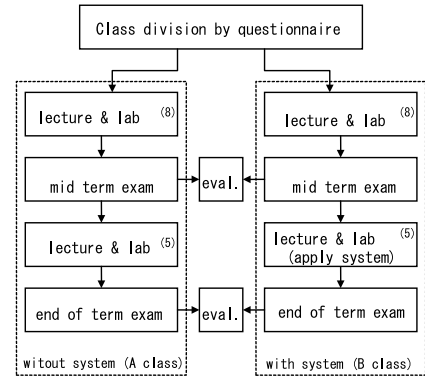 Class division by questionnaire
lecture & lab (8)
lecture & lab (8)
mid term exam
eval.
mid term exam
lecture & lab (5)
lecture & lab (5)
(apply system)
end of term exam
eval.
end of term exam
witout system (A class)
with system (B class)